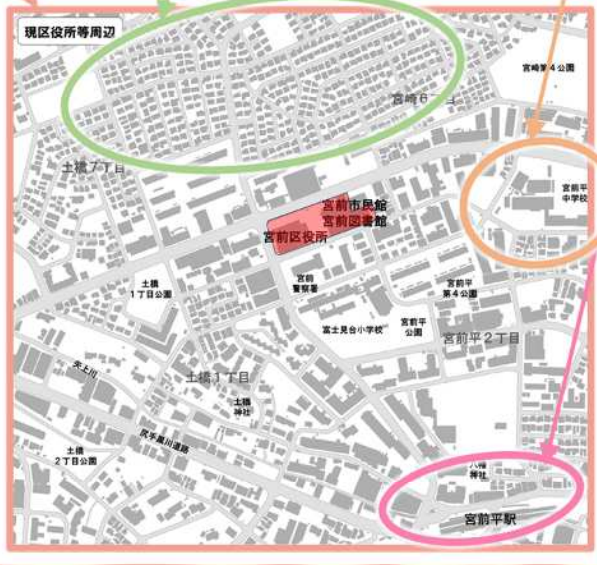 現区役所等周辺
宮崎第4公園
宮崎6丁目
土橋7丁目
宮前平
中学校
宮前市民館
宮前図書館
宮前区役所
宮前
警察署
土橋
1丁目公園
宮前平
第4公園
富士見台小学校
宮前平
公園
宮前平2丁目
矢上川
土橋1丁目
土橋
神社
尻手黒川道路
土橋
2丁目公園
八幡
神社
宮前平駅